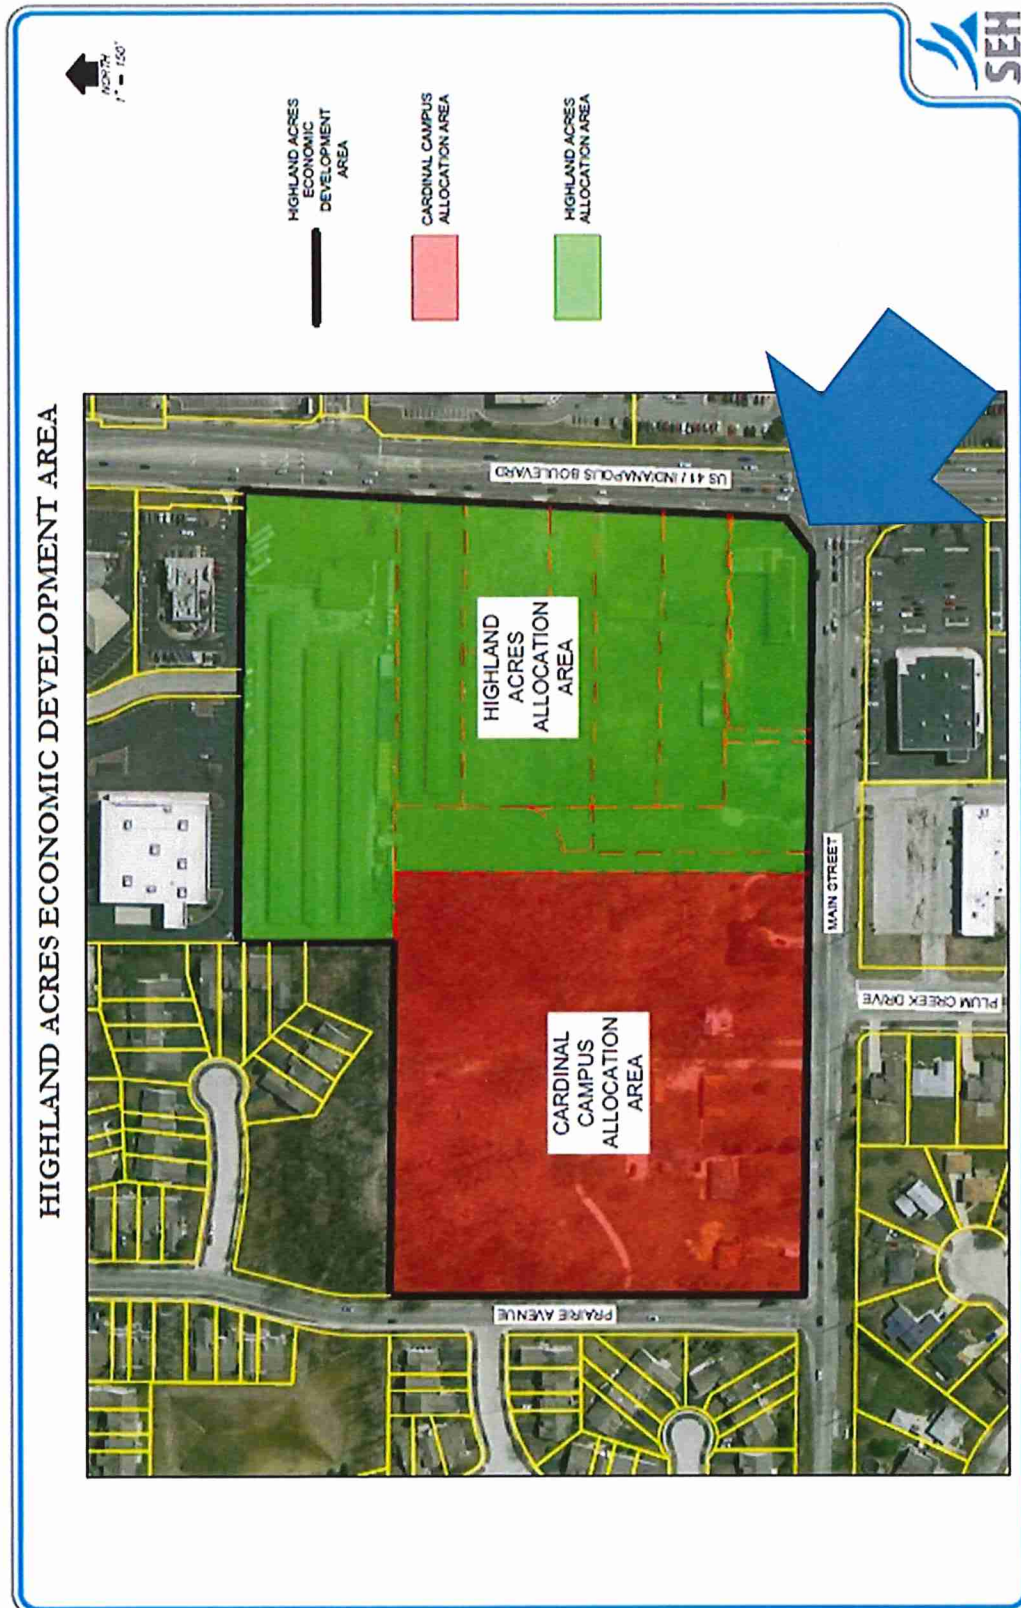 HIGHLAND ACRES ECONOMIC DEVELOPMENT AREA
NORTH
1" = 150'
HIGHLAND ACRES
ECONOMIC
DEVELOPMENT
AREA
CARDINAL CAMPUS
ALLOCATION AREA
HIGHLAND ACRES
ALLOCATION AREA
US 41 / INDIANAPOLIS BOULEVARD
HIGHLAND
ACRES
ALLOCATION
AREA
CARDINAL
CAMPUS
ALLOCATION
AREA
PRAIRIE AVENUE
MAIN STREET
PLUM CREEK DRIVE
SEH